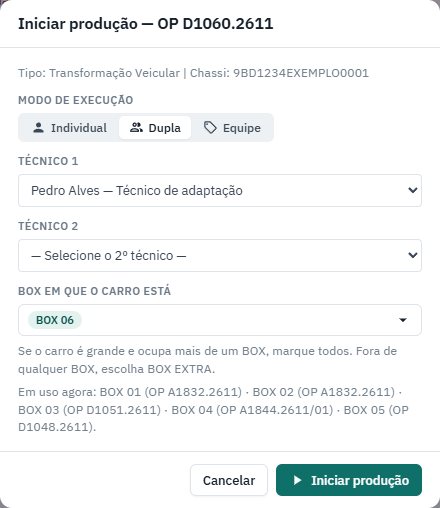 Iniciar produção — OP D1060.2611
Tipo: Transformação Veicular | Chassi: 9BD1234EXEMPLO0001
MODO DE EXECUÇÃO
Individual Dupla Equipe
TÉCNICO 1
Pedro Alves — Técnico de adaptação
TÉCNICO 2
— Selecione o 2º técnico —
BOX EM QUE O CARRO ESTÁ
BOX 06
Se o carro é grande e ocupa mais de um BOX, marque todos. Fora de
qualquer BOX, escolha BOX EXTRA.
Em uso agora: BOX 01 (OP A1832.2611) · BOX 02 (OP A1832.2611) ·
BOX 03 (OP D1051.2611) · BOX 04 (OP A1844.2611/01) · BOX 05 (OP
D1048.2611).
Cancelar Iniciar produção